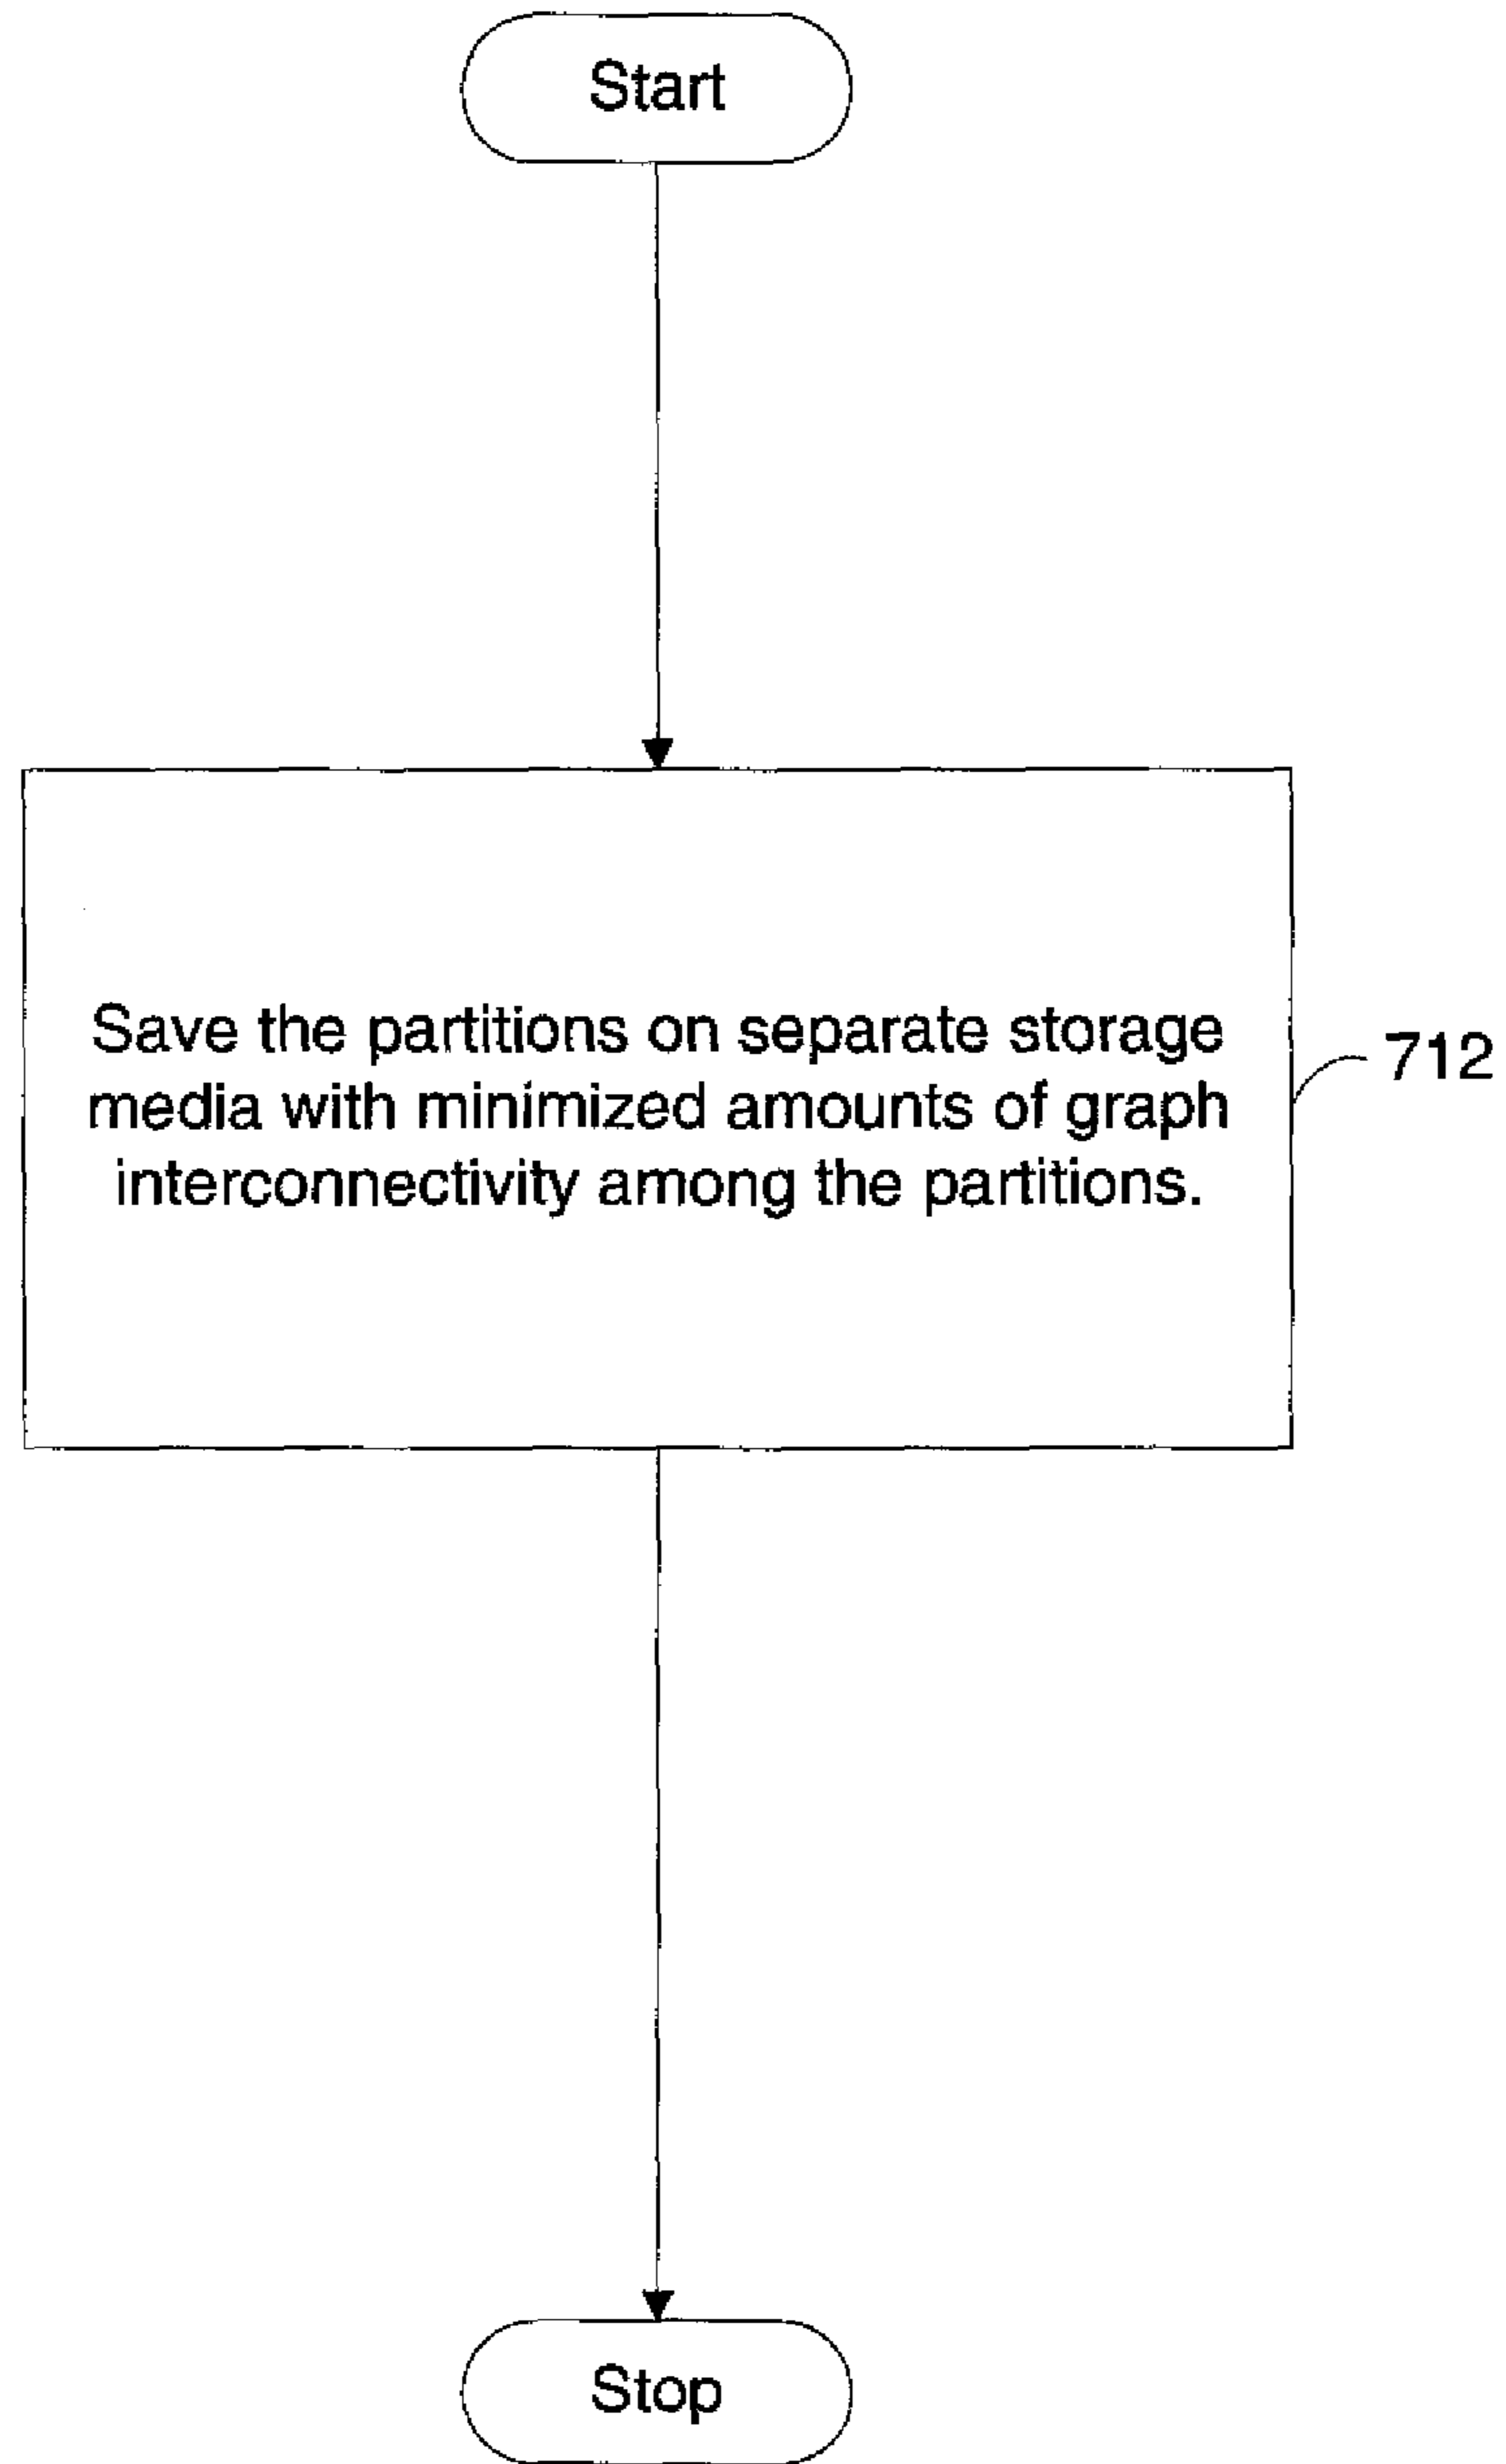 Start
Save the partitions on separate storage
media with minimized amounts of graph
interconnectivity among the partitions.
712
Stop